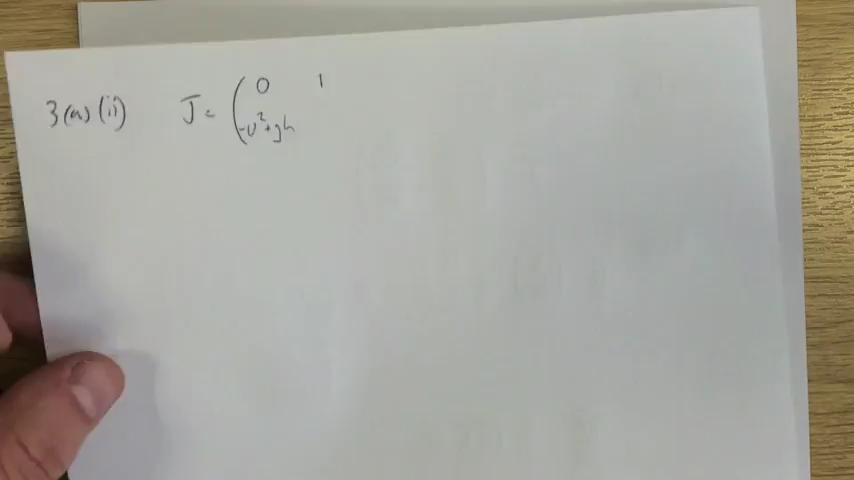 3(a)(ii) J = ( 0 1
-u²+gh